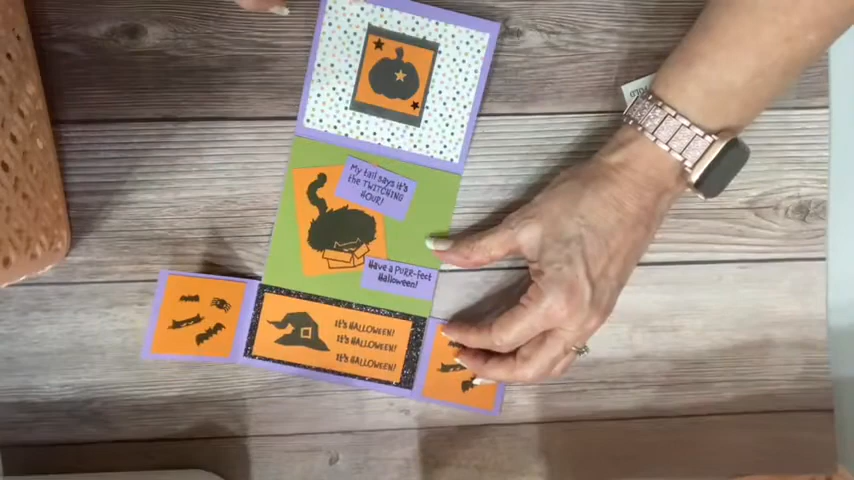 My tail says it's
the TWITCHING
HOUR!
Have a PURR-fect
Halloween!
It's HALLOWEEN!
It's HALLOWEEN!
It's HALLOWEEN!